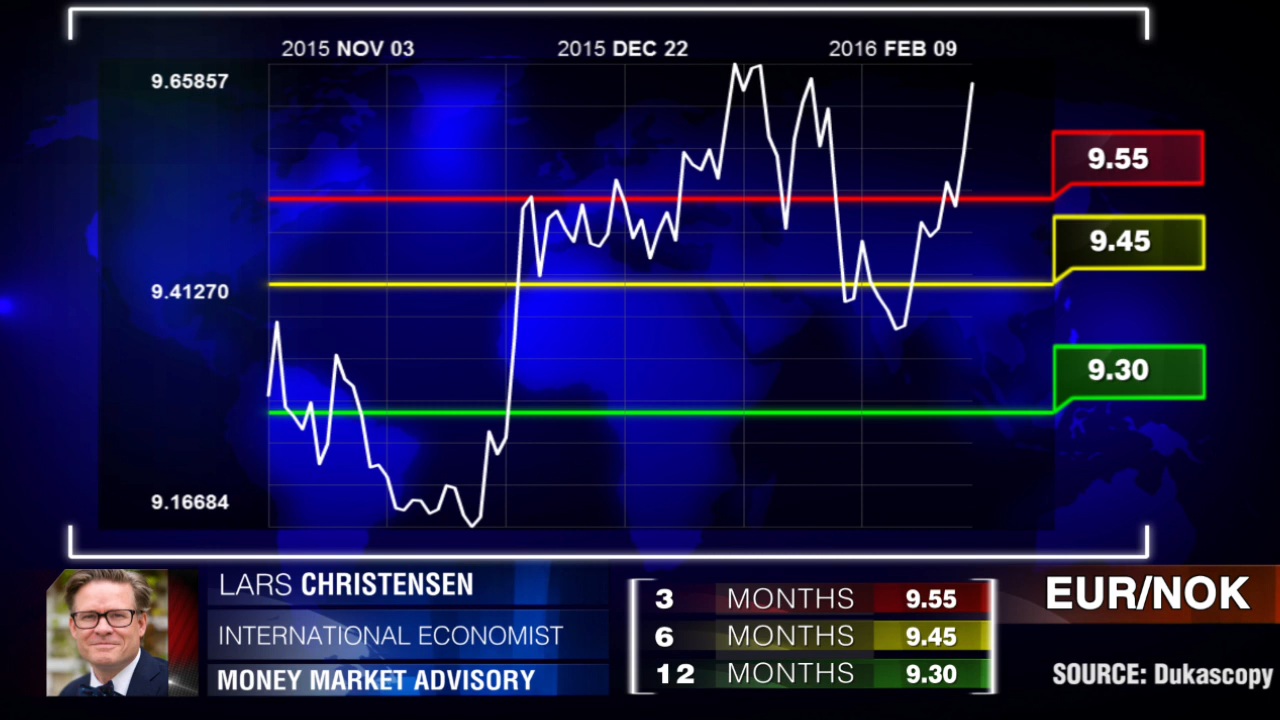 2015 NOV 03
2015 DEC 22
2016 FEB 09
9.65857
9.41270
9.16684
9.55
9.45
9.30
LARS CHRISTENSEN
INTERNATIONAL ECONOMIST
MONEY MARKET ADVISORY
3 MONTHS 9.55
6 MONTHS 9.45
12 MONTHS 9.30
EUR/NOK
SOURCE: Dukascopy